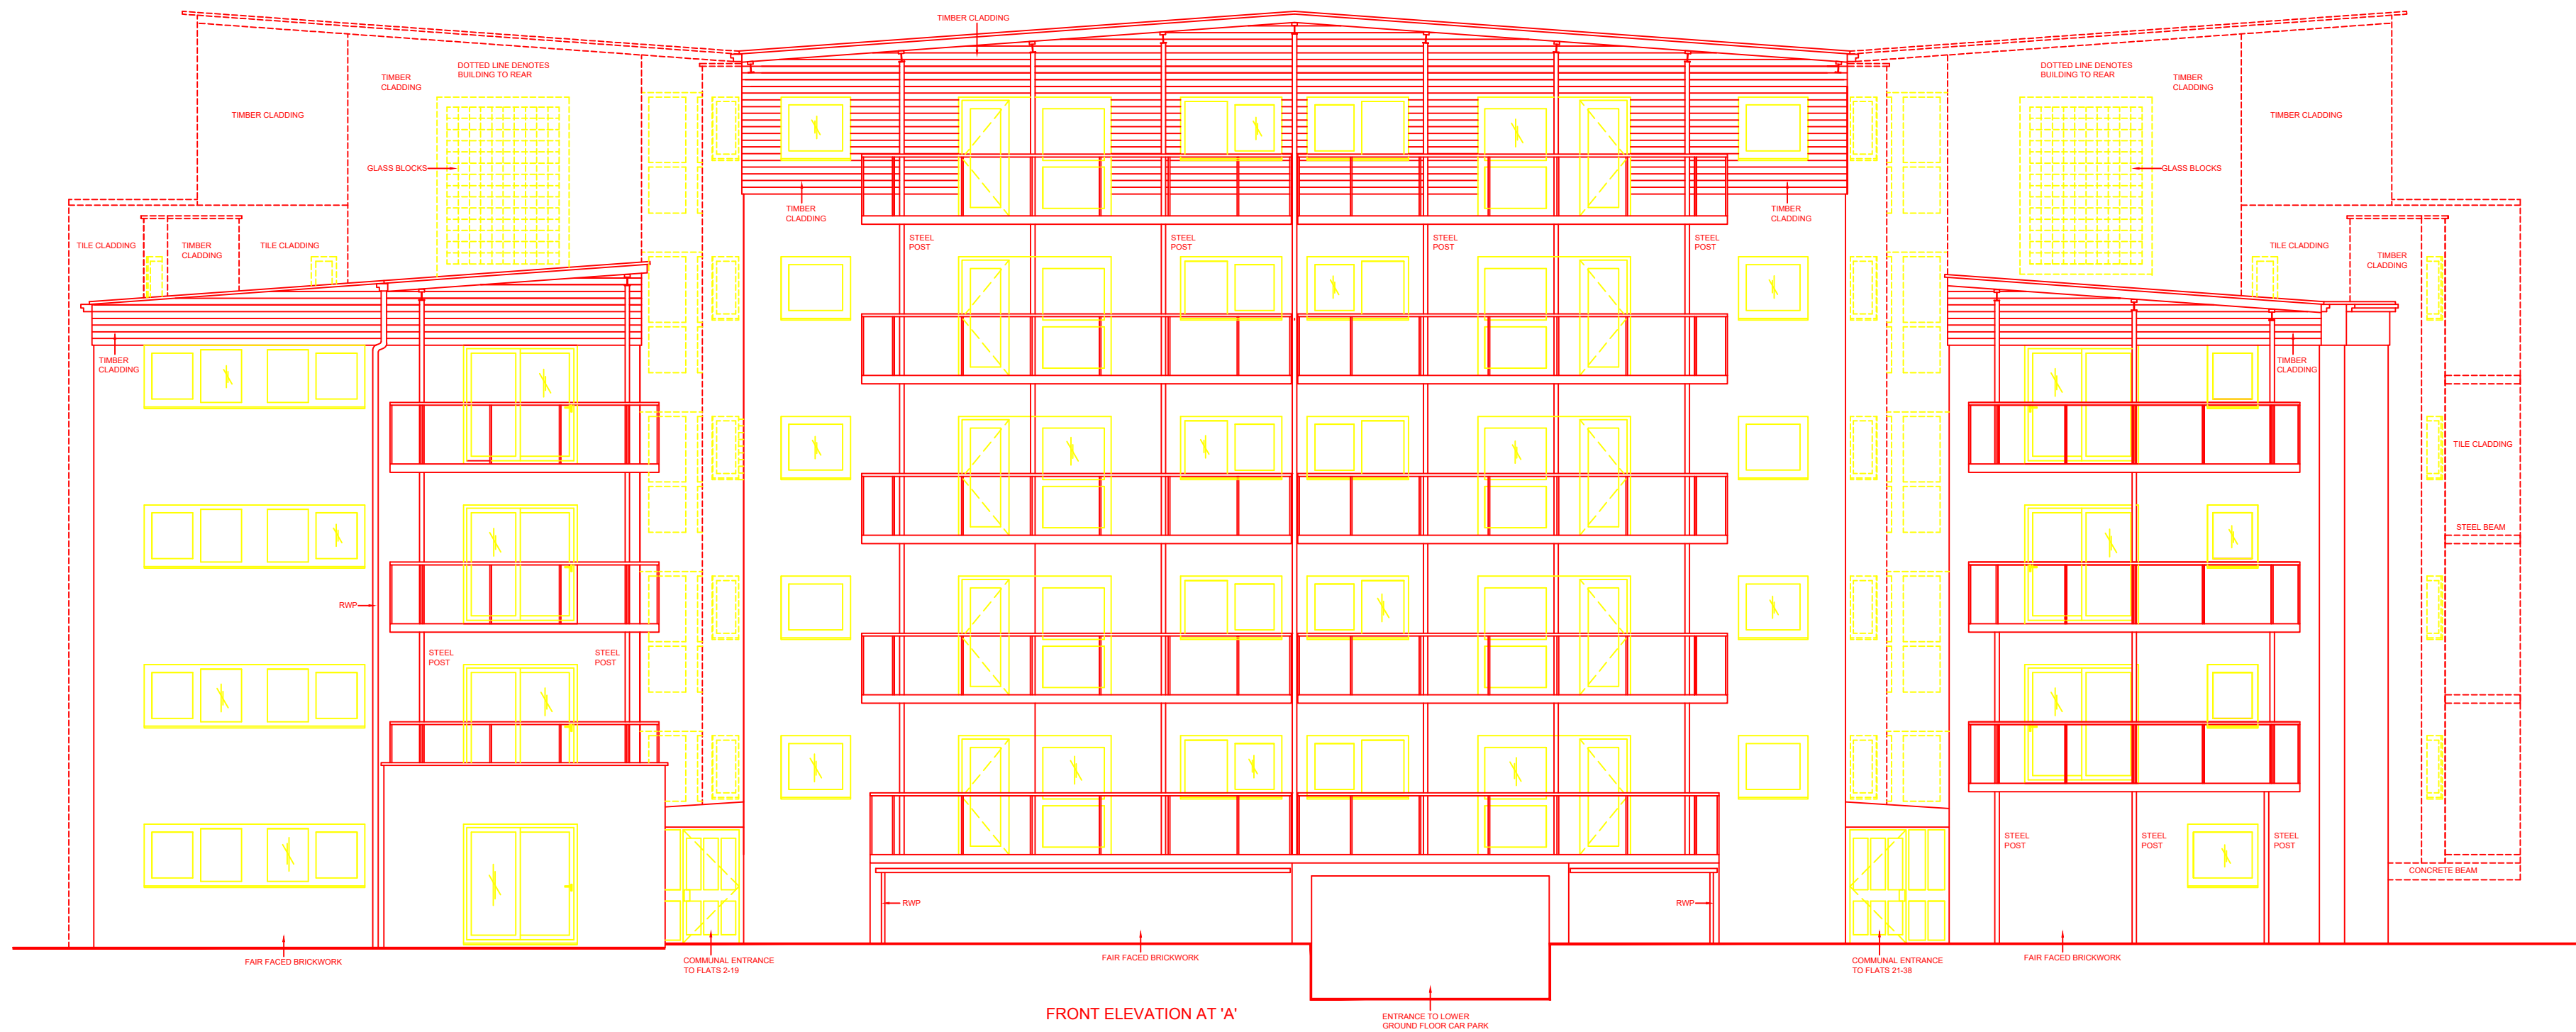 TIMBER CLADDING
DOTTED LINE DENOTES
BUILDING TO REAR
DOTTED LINE DENOTES
BUILDING TO REAR
TIMBER
CLADDING
TIMBER
CLADDING
TIMBER CLADDING
TIMBER CLADDING
GLASS BLOCKS
GLASS BLOCKS
TIMBER
CLADDING
TIMBER
CLADDING
TILE CLADDING
TIMBER
CLADDING
TILE CLADDING
STEEL
POST
STEEL
POST
STEEL
POST
STEEL
POST
TILE CLADDING
TIMBER
CLADDING
TIMBER
CLADDING
TIMBER
CLADDING
TILE CLADDING
STEEL BEAM
RWP
STEEL
POST
STEEL
POST
STEEL
POST
STEEL
POST
STEEL
POST
CONCRETE BEAM
RWP
RWP
FAIR FACED BRICKWORK
COMMUNAL ENTRANCE
TO FLATS 2-19
FAIR FACED BRICKWORK
COMMUNAL ENTRANCE
TO FLATS 21-38
FAIR FACED BRICKWORK
FRONT ELEVATION AT 'A'
ENTRANCE TO LOWER
GROUND FLOOR CAR PARK